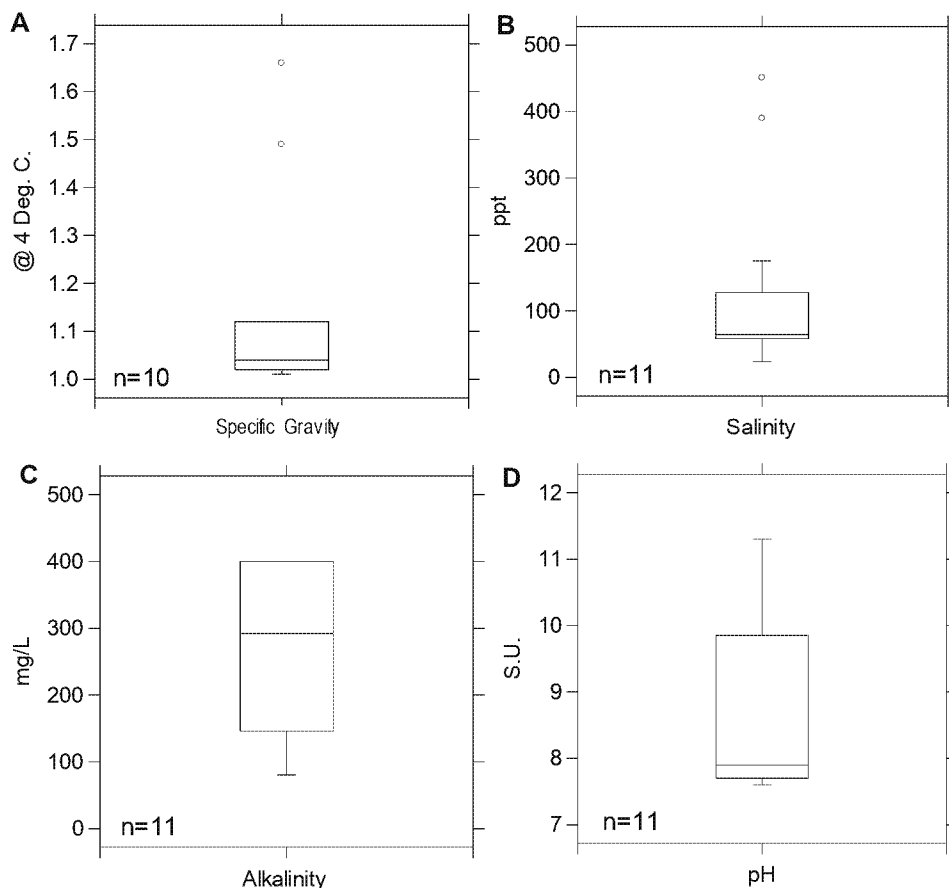 A
1.7
1.6
1.5
1.4
1.3
1.2
1.1
1.0
@ 4 Deg. C.
n=10
Specific Gravity
B
500
400
300
200
100
0
ppt
n=11
Salinity
C
500
400
300
200
100
0
mg/L
n=11
Alkalinity
D
12
11
10
9
8
7
S.U.
n=11
pH